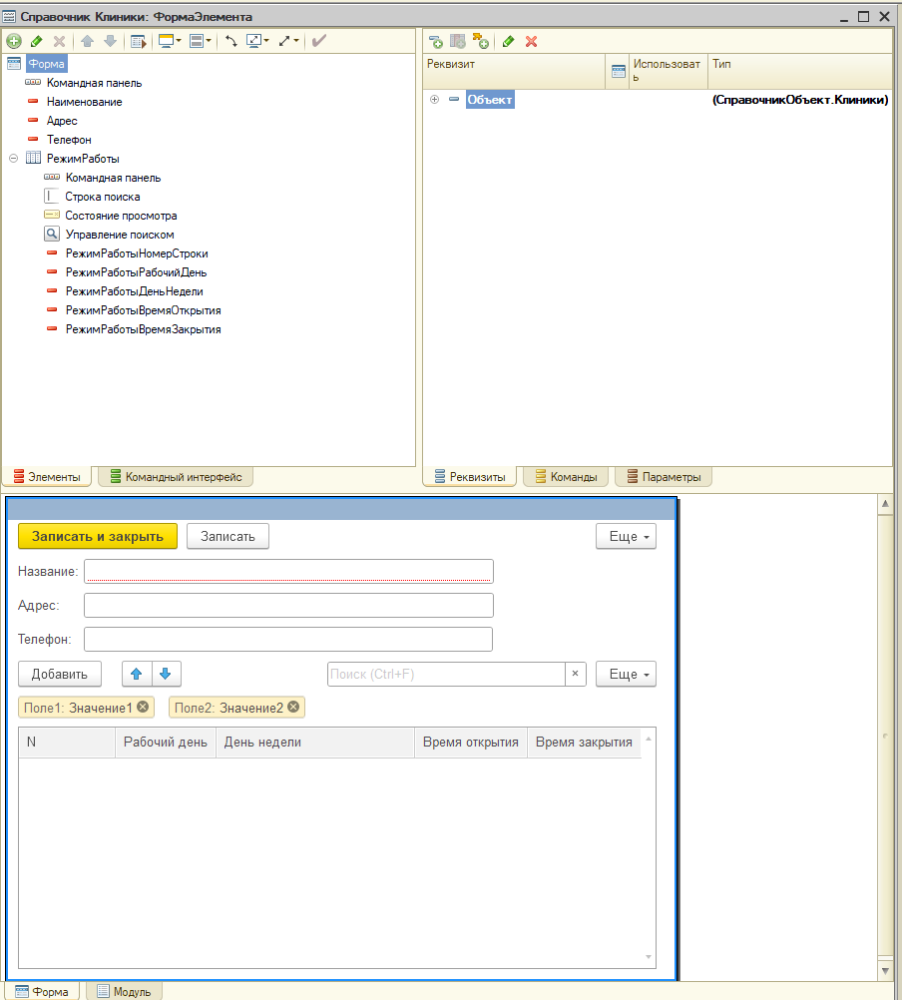 Справочник Клиники: ФормаЭлемента
Форма
Командная панель
Наименование
Адрес
Телефон
РежимРаботы
Командная панель
Строка поиска
Состояние просмотра
Управление поиском
РежимРаботыНомерСтроки
РежимРаботыРабочийДень
РежимРаботыДеньНедели
РежимРаботыВремяОткрытия
РежимРаботыВремяЗакрытия
Элементы Командный интерфейс
Реквизит Использоват Тип
ь
Объект (СправочникОбъект.Клиники)
Реквизиты Команды Параметры
Записать и закрыть Записать Еще
Название:
Адрес:
Телефон:
Добавить Поиск (Ctrl+F) × Еще
Поле1: Значение1 Поле2: Значение2
N Рабочий день День недели Время открытия Время закрытия
Форма Модуль